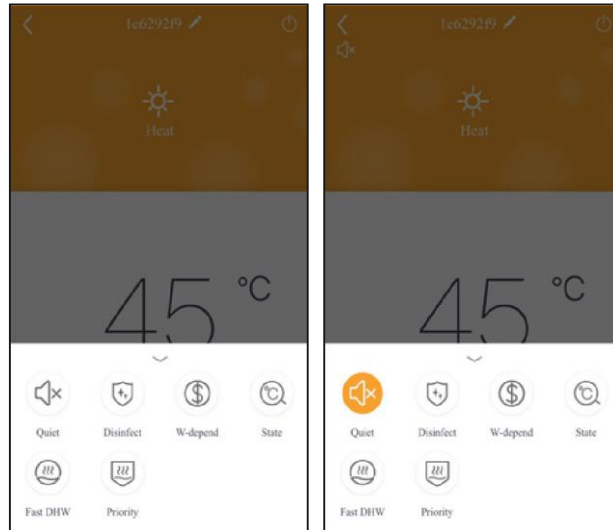 1e6292f9
Heat
45 °C
Quiet Disinfect W-depend State
Fast DHW Priority
1e6292f9
Heat
45 °C
Quiet Disinfect W-depend State
Fast DHW Priority